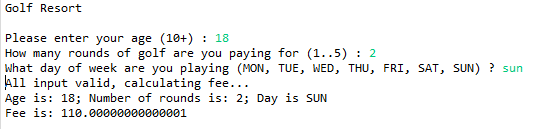 Golf Resort
Please enter your age (10+) : 18
How many rounds of golf are you paying for (1..5) : 2
What day of week are you playing (MON, TUE, WED, THU, FRI, SAT, SUN) ? sun
All input valid, calculating fee...
Age is: 18; Number of rounds is: 2; Day is SUN
Fee is: 110.00000000000001